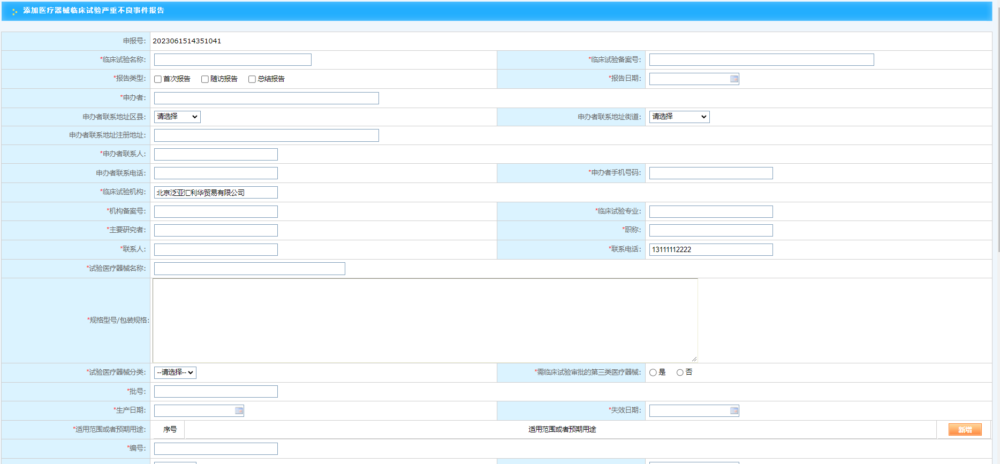 添加医疗器械临床试验严重不良事件报告
申报号: 2023061514351041
*临床试验名称: *临床试验备案号:
*报告类型: 首次报告 随访报告 总结报告 *报告日期:
*申办者:
申办者联系地址区县: 请选择 申办者联系地址街道: 请选择
申办者联系地址注册地址:
*申办者联系人:
申办者联系电话: *申办者手机号码:
*临床试验机构: 北京泛亚汇利华贸易有限公司
*机构备案号: *临床试验专业:
*主要研究者: *职称:
*联系人: *联系电话: 13111112222
*试验医疗器械名称:
*规格型号/包装规格:
*试验医疗器械分类: --请选择-- *需临床试验审批的第三类医疗器械: 是 否
*批号:
*生产日期: *失效日期:
*适用范围或者预期用途: 序号 适用范围或者预期用途 新增
*编号: